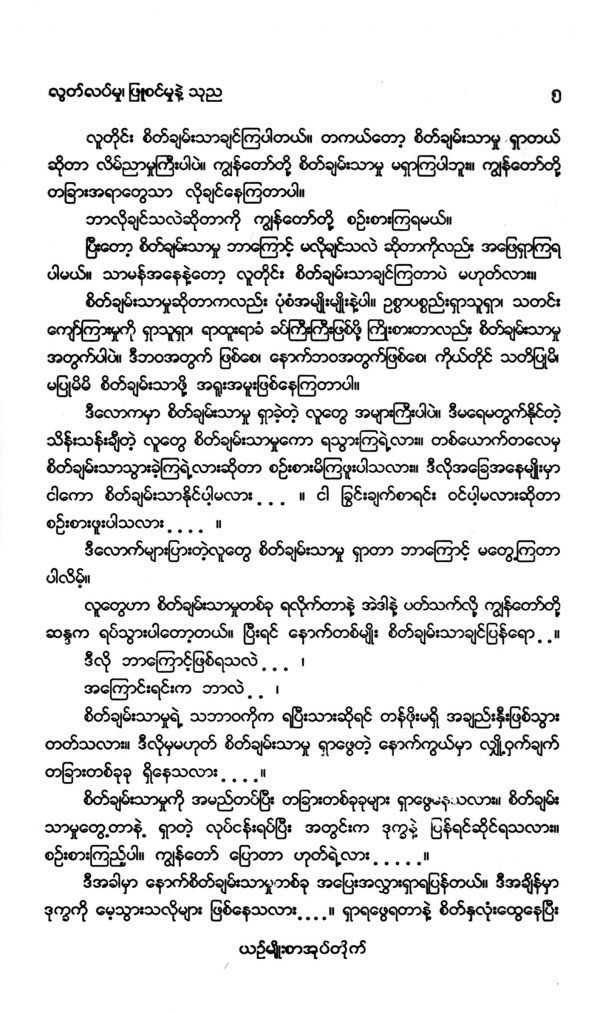 လွတ်လပ်မှု၊ ဖြူစင်မှုနဲ့ သုည ၅
လူတိုင်း စိတ်ချမ်းသာချင်ကြပါတယ်။ တကယ်တော့ စိတ်ချမ်းသာမှု ရှာတယ်
ဆိုတာ လိမ်ညာမှုကြီးပါပဲ။ ကျွန်တော်တို့ စိတ်ချမ်းသာမှု မရှာကြပါဘူး။ ကျွန်တော်တို့
တခြားအရာတွေသာ လိုချင်နေကြတာပါ။
ဘာလိုချင်သလဲဆိုတာကို ကျွန်တော်တို့ စဉ်းစားကြရမယ်။
ပြီးတော့ စိတ်ချမ်းသာမှု ဘာကြောင့် မလိုချင်သလဲ ဆိုတာကိုလည်း အဖြေရှာကြရ
ပါမယ်။ သာမန်အနေနဲ့တော့ လူတိုင်း စိတ်ချမ်းသာချင်ကြတာပဲ မဟုတ်လား။
စိတ်ချမ်းသာမှုဆိုတာကလည်း ပုံစံအမျိုးမျိုးနဲ့ပါ။ ဥစ္စာပစ္စည်းရှာသူရှာ၊ သတင်း
ကျော်ကြားမှုကို ရှာသူရှာ၊ ရာထူးရာခံ ခပ်ကြီးကြီးဖြစ်ဖို့ ကြိုးစားတာလည်း စိတ်ချမ်းသာမှု
အတွက်ပါပဲ။ ဒီဘဝအတွက် ဖြစ်စေ၊ နောက်ဘဝအတွက်ဖြစ်စေ၊ ကိုယ်တိုင် သတိပြုမိ၊
မပြုမိမိ စိတ်ချမ်းသာဖို့ အရူးအမူးဖြစ်နေကြတာပါ။
ဒီလောကမှာ စိတ်ချမ်းသာမှု ရှာခဲ့တဲ့ လူတွေ အများကြီးပါပဲ။ ဒီမရေမတွက်နိုင်တဲ့
သိန်းသန်းချီတဲ့ လူတွေ စိတ်ချမ်းသာမှုကော ရသွားကြရဲ့လား။ တစ်ယောက်တလေမှ
စိတ်ချမ်းသာသွားခဲ့ကြရဲ့လားဆိုတာ စဉ်းစားမိကြဖူးပါသလား။ ဒီလိုအခြေအနေမျိုးမှာ
ငါကော စိတ်ချမ်းသာနိုင်ပါ့မလား . . . ။ ငါ ခြွင်းချက်စာရင်း ဝင်ပါ့မလားဆိုတာ
စဉ်းစားဖူးပါသလား . . . . ။
ဒီလောက်များပြားတဲ့လူတွေ စိတ်ချမ်းသာမှု ရှာတာ ဘာကြောင့် မတွေ့ကြတာ
ပါလိမ့်။
လူတွေဟာ စိတ်ချမ်းသာမှုတစ်ခု ရလိုက်တာနဲ့ အဲဒါနဲ့ ပတ်သက်လို့ ကျွန်တော်တို့
ဆန္ဒက ရပ်သွားပါတော့တယ်။ ပြီးရင် နောက်တစ်မျိုး စိတ်ချမ်းသာချင်ပြန်ရော . .။
ဒီလို ဘာကြောင့်ဖြစ်ရသလဲ . . . ၊
အကြောင်းရင်းက ဘာလဲ . . ၊
စိတ်ချမ်းသာမှုရဲ့ သဘာဝကိုက ရပြီးသားဆိုရင် တန်ဖိုးမရှိ အချည်းနှီးဖြစ်သွား
တတ်သလား။ ဒီလိုမှမဟုတ် စိတ်ချမ်းသာမှု ရှာဖွေတဲ့ နောက်ကွယ်မှာ လျှို့ဝှက်ချက်
တခြားတစ်ခုခု ရှိနေသလား . . . .။
စိတ်ချမ်းသာမှုကို အမည်တပ်ပြီး တခြားတစ်ခုခုများ ရှာဖွေနေသလား။ စိတ်ချမ်း
သာမှုတွေ့တာနဲ့ ရှာတဲ့ လုပ်ငန်းရပ်ပြီး အတွင်းက ဒုက္ခနဲ့ ပြန်ရင်ဆိုင်ရသလား။
စဉ်းစားကြည့်ပါ။ ကျွန်တော် ပြောတာ ဟုတ်ရဲ့လား . . . . .။
ဒီအခါမှာ နောက်စိတ်ချမ်းသာမှုတစ်ခု အပြေးအလွှားရှာရပြန်တယ်။ ဒီအချိန်မှာ
ဒုက္ခကို မေ့သွားသလိုများ ဖြစ်နေသလား . . . .။ ရှာရဖွေရတာနဲ့ စိတ်နှလုံးထွေနေပြီး
ယဉ်မျိုးစာအုပ်တိုက်